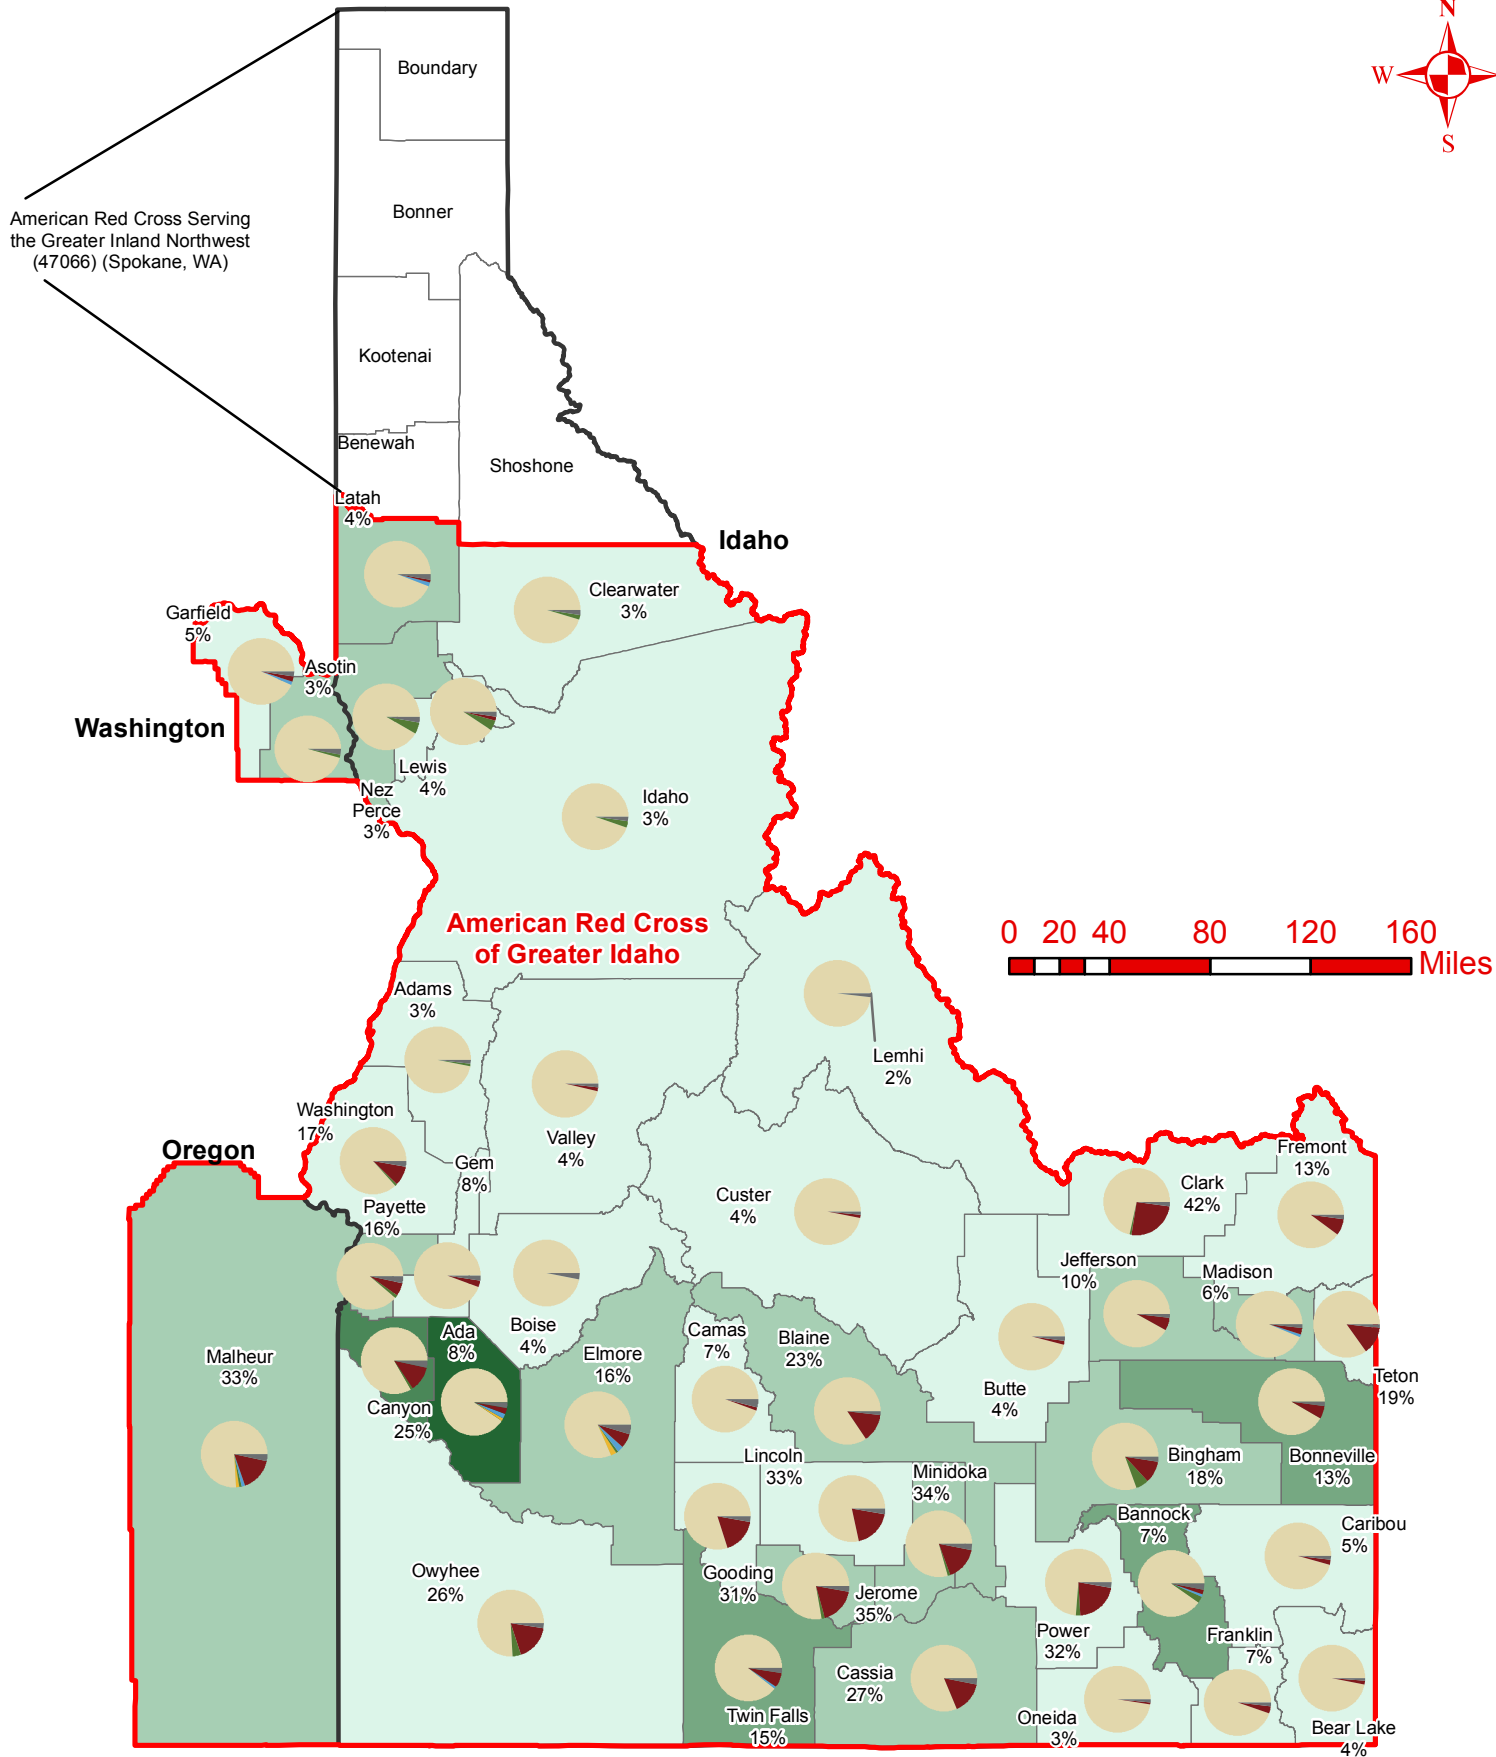 N
W
S
Boundary
Bonner
American Red Cross Serving
the Greater Inland Northwest
(47066) (Spokane, WA)
Kootenai
Benewah
Shoshone
Latah
4%
Idaho
Clearwater
3%
Garfield
5%
Asotin
3%
Washington
Lewis
4%
Nez
Perce
3%
Idaho
3%
American Red Cross
of Greater Idaho
0 20 40 80 120 160
Miles
Adams
3%
Lemhi
2%
Washington
17%
Valley
4%
Oregon
Gem
8%
Payette
16%
Custer
4%
Clark
42%
Fremont
13%
Jefferson
10%
Madison
6%
Boise
4%
Ada
8%
Elmore
16%
Camas
7%
Blaine
23%
Malheur
33%
Butte
4%
Teton
19%
Canyon
25%
Lincoln
33%
Minidoka
34%
Bingham
18%
Bonneville
13%
Bannock
7%
Caribou
5%
Owyhee
26%
Gooding
31%
Jerome
35%
Power
32%
Franklin
7%
Cassia
27%
Twin Falls
15%
Oneida
3%
Bear Lake
4%